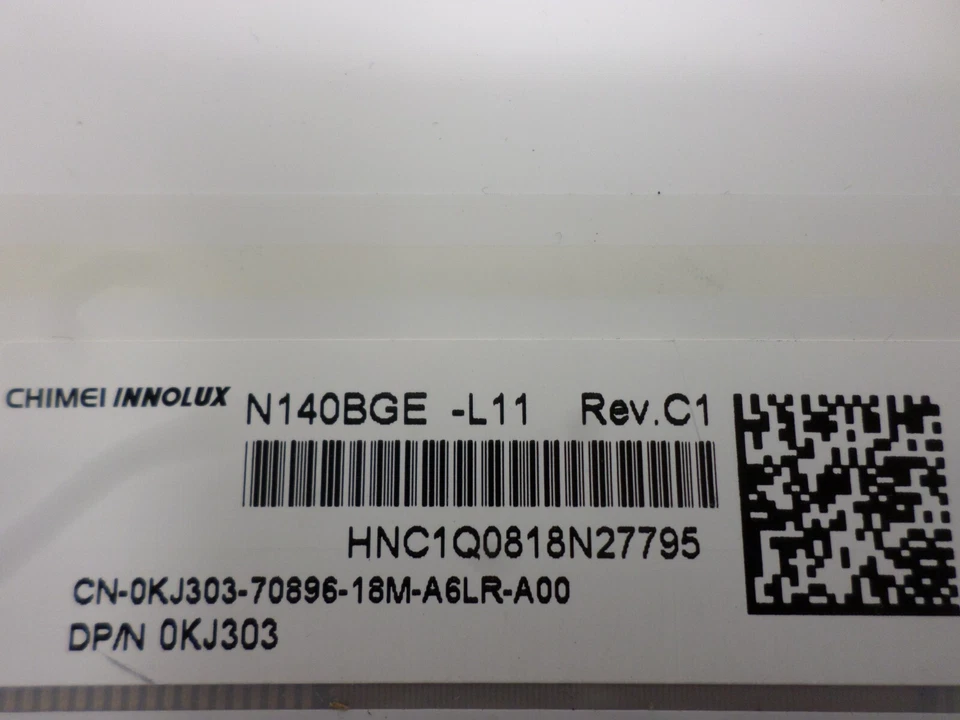 CHIMEI INNOLUX N140BGE -L11 Rev.C1
HNC1Q0818N27795
CN-0KJ303-70896-18M-A6LR-A00
DP/N 0KJ303